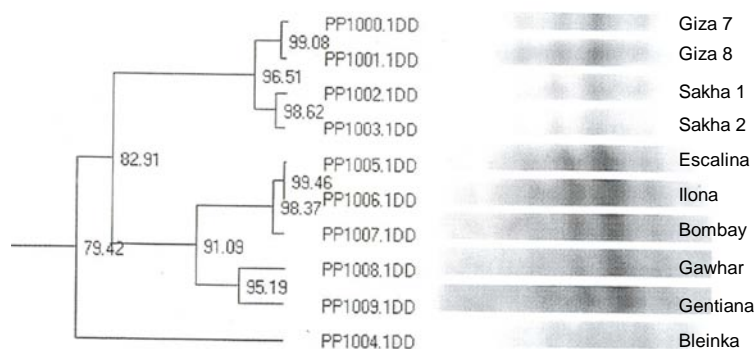 PP1000.1DD Giza 7
99.08
PP1001.1DD Giza 8
96.51
PP1002.1DD Sakha 1
98.62
PP1003.1DD Sakha 2
82.91
PP1005.1DD Escalina
99.46
PP1006.1DD Ilona
98.37
PP1007.1DD Bombay
79.42
91.09
PP1008.1DD Gawhar
95.19
PP1009.1DD Gentiana
PP1004.1DD Bleinka